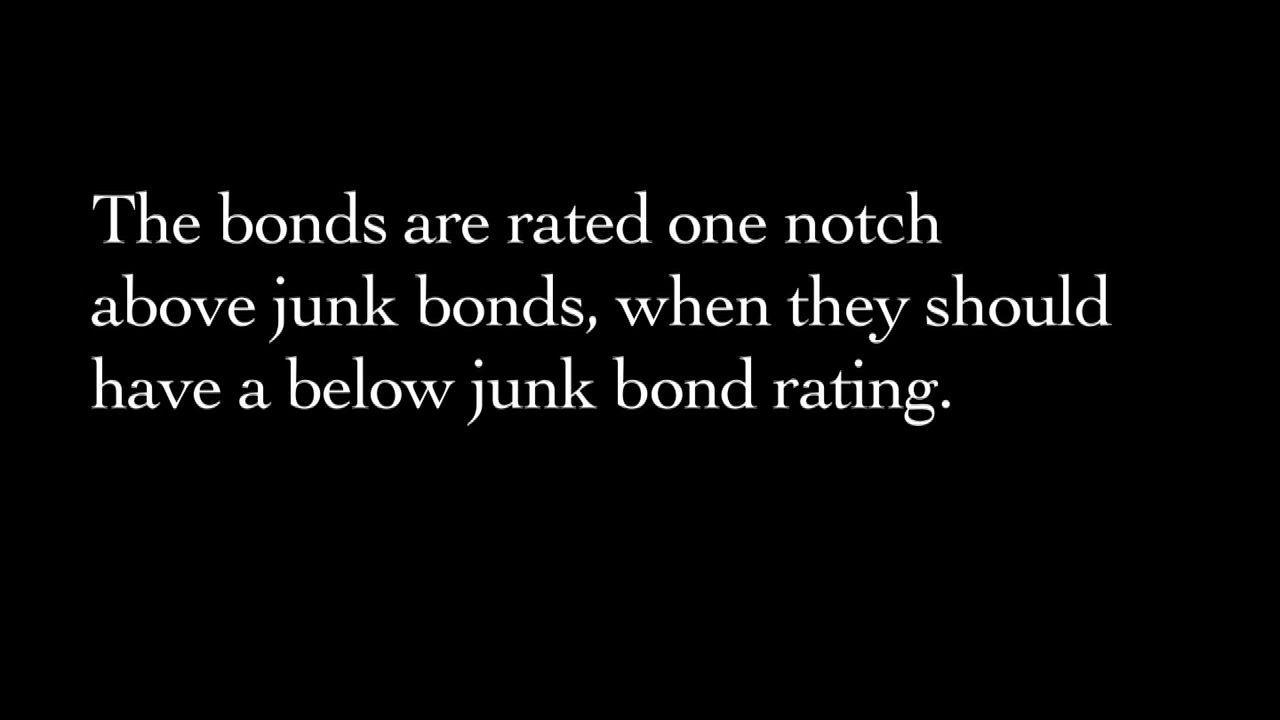 The bonds are rated one notch
above junk bonds, when they should
have a below junk bond rating.